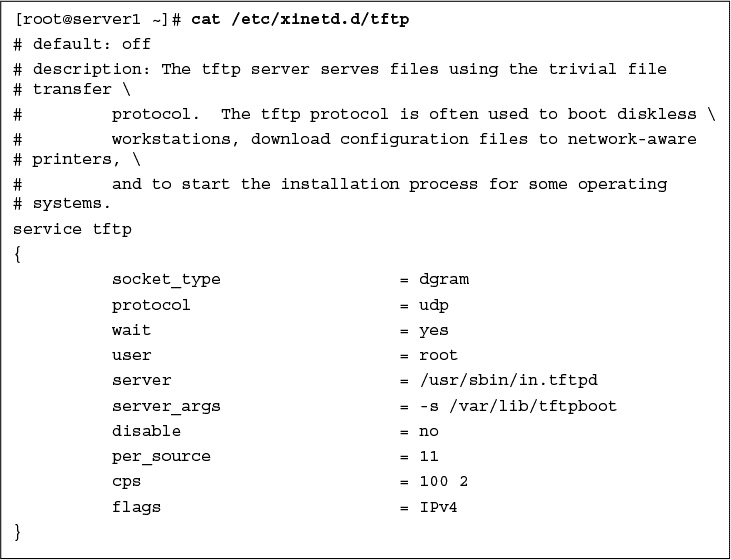 [root@server1 ~]# cat /etc/xinetd.d/tftp
# default: off
# description: The tftp server serves files using the trivial file
# transfer \
#         protocol.  The tftp protocol is often used to boot diskless \
#         workstations, download configuration files to network-aware
# printers, \
#         and to start the installation process for some operating
# systems.
service tftp
{
          socket_type                  = dgram
          protocol                     = udp
          wait                         = yes
          user                         = root
          server                       = /usr/sbin/in.tftpd
          server_args                  = -s /var/lib/tftpboot
          disable                      = no
          per_source                   = 11
          cps                          = 100 2
          flags                        = IPv4
}